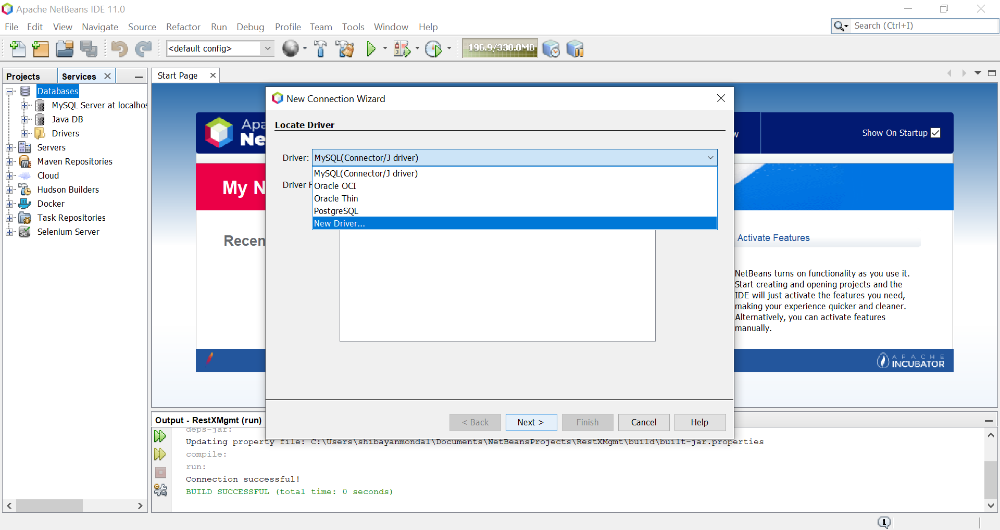 Apache NetBeans IDE 11.0
File Edit View Navigate Source Refactor Run Debug Profile Team Tools Window Help
Search (Ctrl+I)
<default config>
196.9/330.0MB
Projects
Services
Start Page
Databases
MySQL Server at localhos
Java DB
Drivers
Servers
Maven Repositories
Cloud
Hudson Builders
Docker
Task Repositories
Selenium Server
Apa
Ne
w
Show On Startup
My N
Recen
New Connection Wizard
Locate Driver
Driver: MySQL(Connector/J driver)
MySQL(Connector/J driver)
Driver F
Oracle OCI
Oracle Thin
PostgreSQL
New Driver...
< Back
Next >
Finish
Cancel
Help
Activate Features
NetBeans turns on functionality as you use it.
Start creating and opening projects and the
IDE will just activate the features you need,
making your experience quicker and cleaner.
Alternatively, you can activate features
manually.
APACHE
INCUBATOR
Output - RestXMgmt (run)
deps-jar:
Updating property file: C:\Users\shibayanmondal\Documents\NetBeansProjects\RestXMgmt\build\built-jar.properties
compile:
run:
Connection successful!
BUILD SUCCESSFUL (total time: 0 seconds)
1